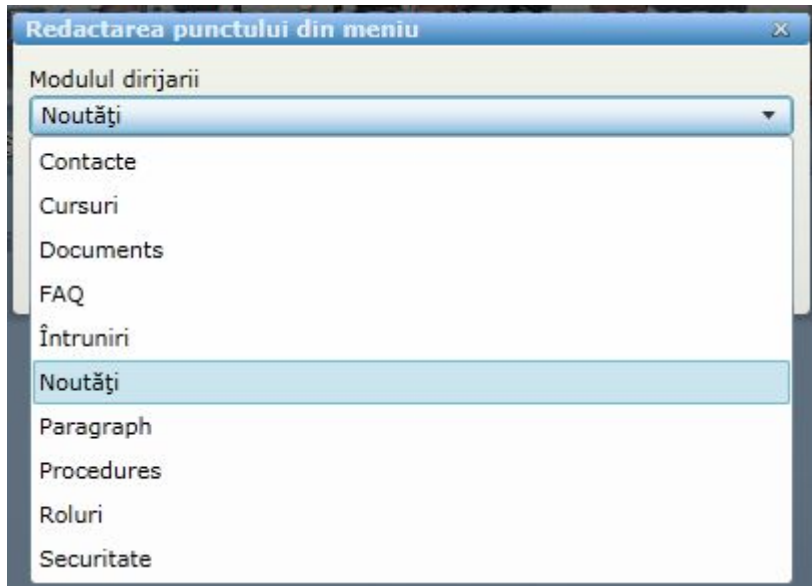 Redactarea punctului din meniu
Modulul dirijarii
Noutăţi
Contacte
Cursuri
Documents
FAQ
Întruniri
Noutăţi
Paragraph
Procedures
Roluri
Securitate